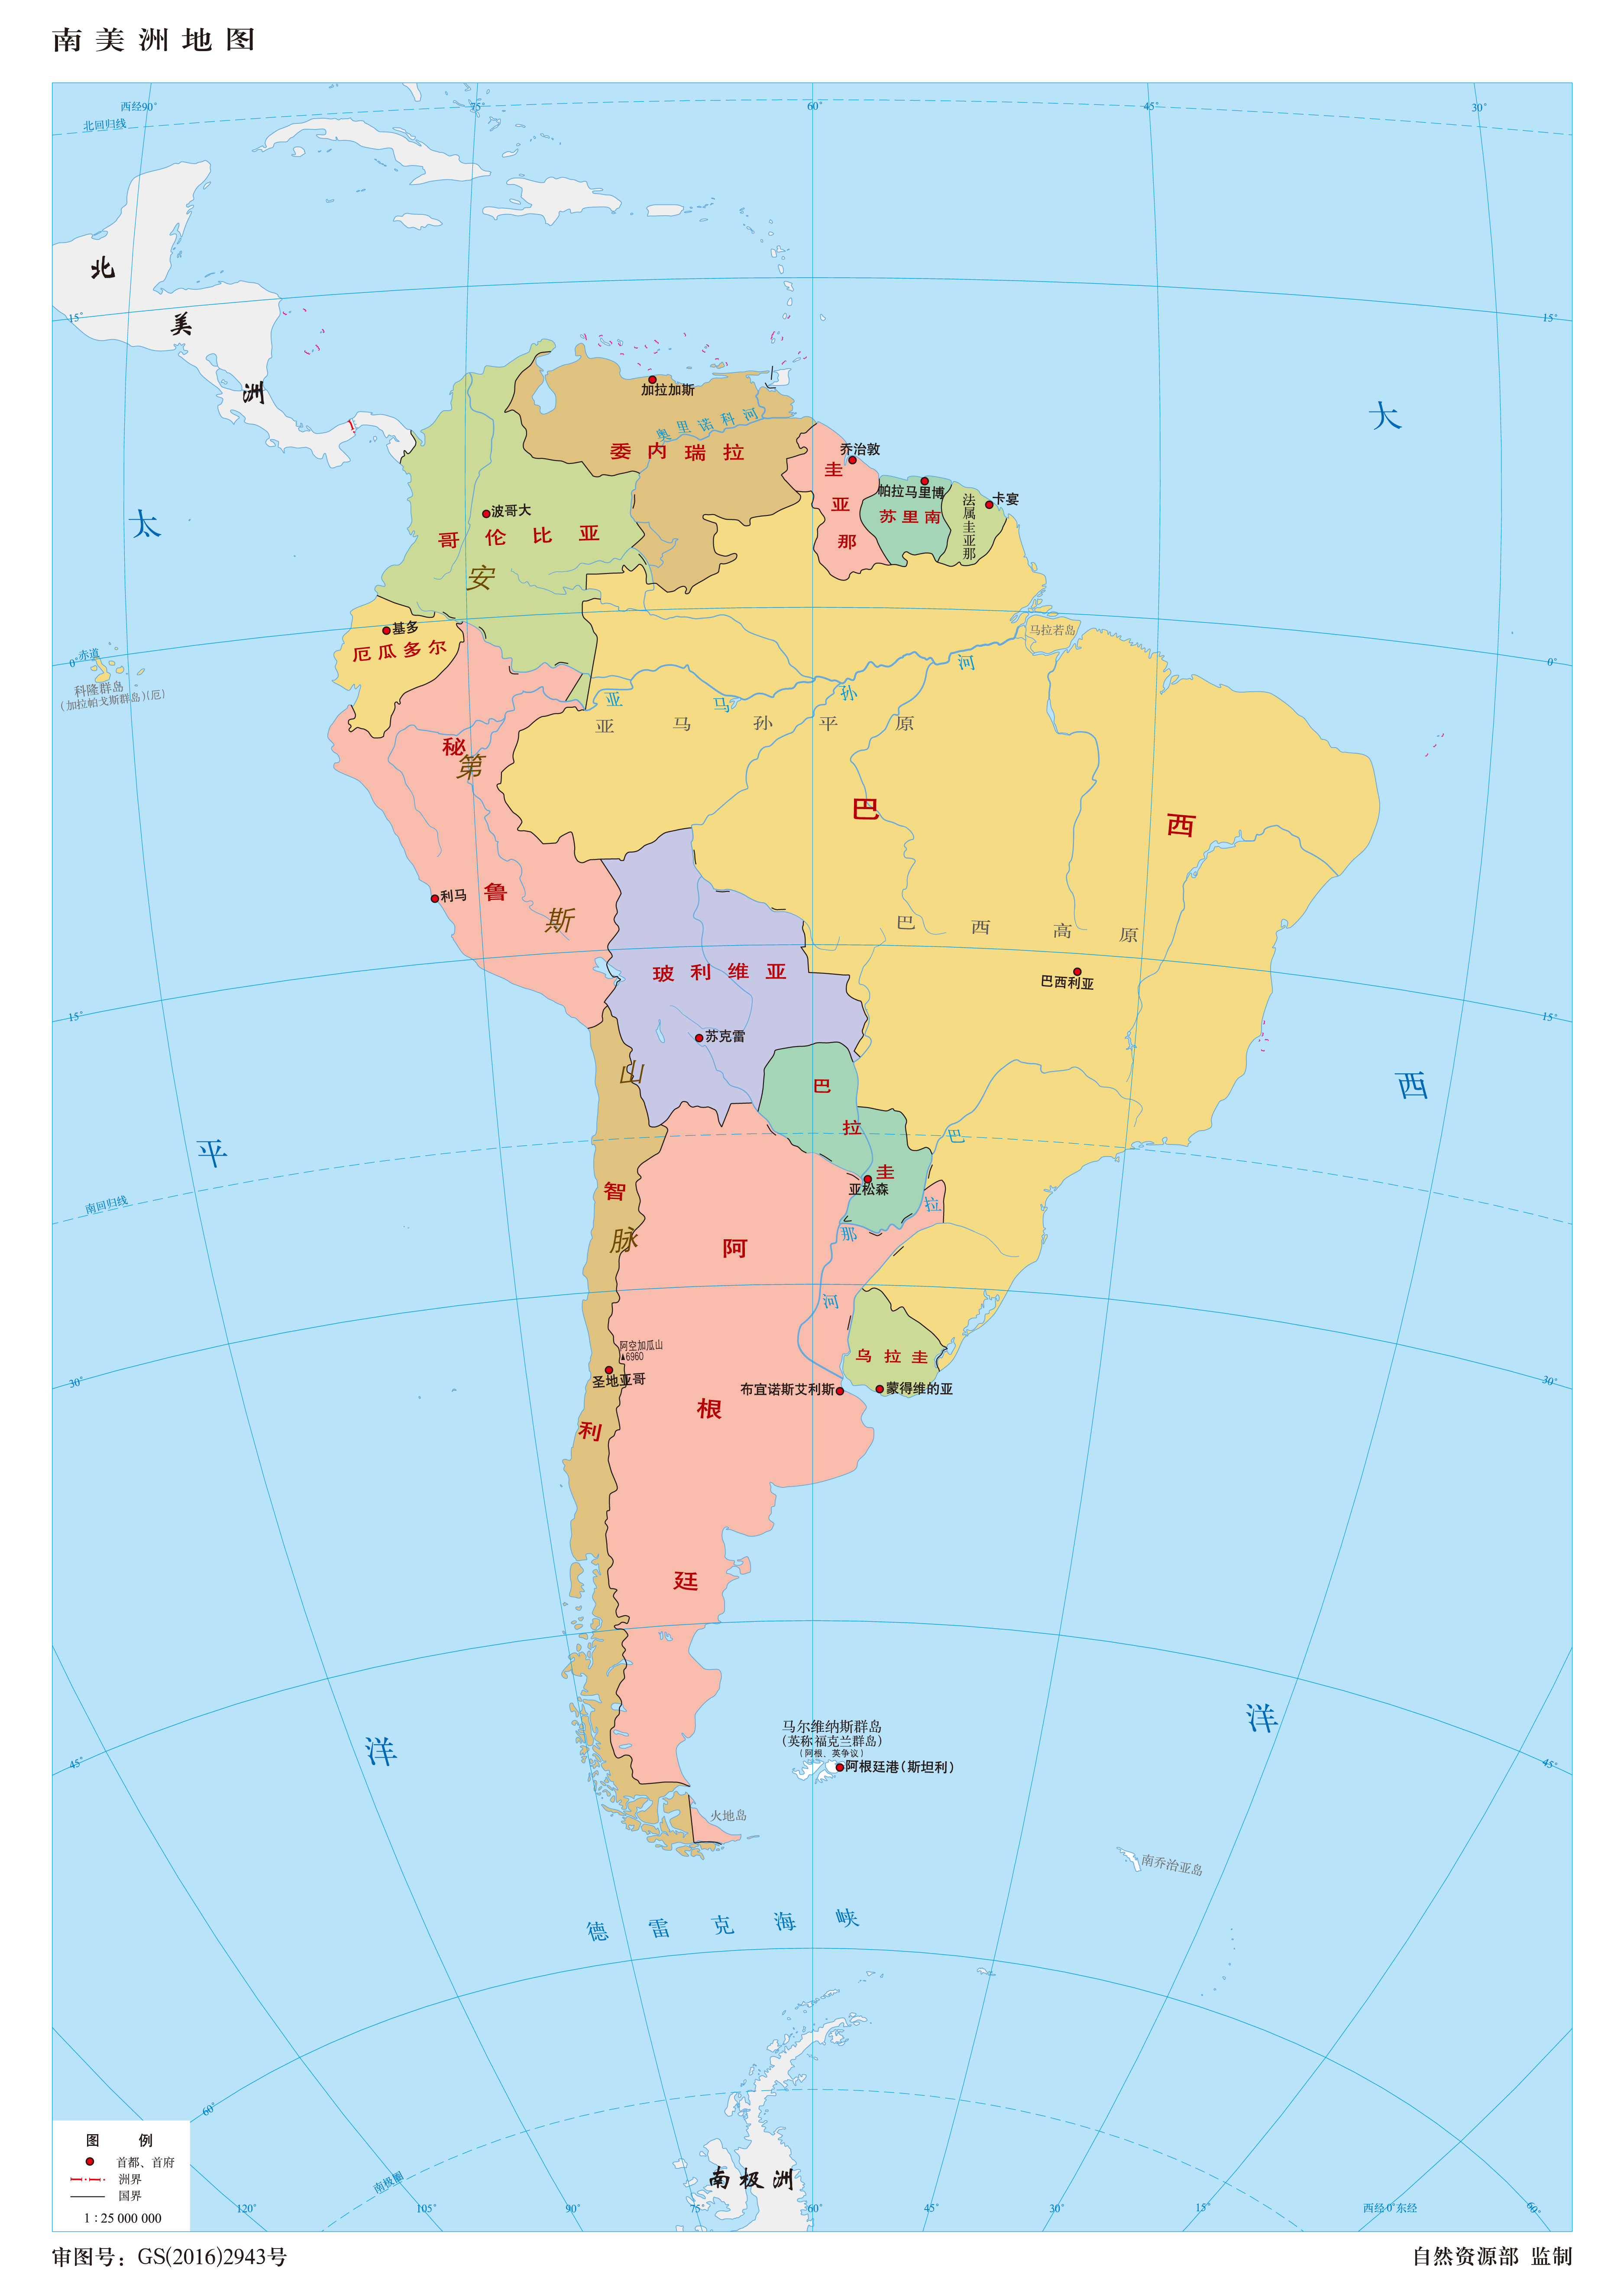 南美洲地图
西经90°
75°
60°
45°
30°
北回归线
北美洲
15°
15°
大西洋
太平洋
加拉加斯
奥里诺科河
委内瑞拉
乔治敦
圭亚那
帕拉马里博
苏里南
卡宴
法属圭亚那
波哥大
哥伦比亚
安第斯山脉
基多
厄瓜多尔
0°
赤道
0°
科隆群岛
(加拉帕戈斯群岛)(厄)
马拉若岛
亚马孙河
亚马孙平原
秘鲁
巴西
利马
巴西高原
巴西利亚
玻利维亚
苏克雷
15°
15°
巴拉圭
亚松森
巴拉那河
南回归线
智利
阿根廷
阿空加瓜山
▲6960
圣地亚哥
乌拉圭
布宜诺斯艾利斯
蒙得维的亚
30°
30°
马尔维纳斯群岛
(英称福克兰群岛)
(阿根、英争议)
阿根廷港(斯坦利)
45°
45°
火地岛
南乔治亚岛
德雷克海峡
60°
南极圈
南极洲
120°
105°
90°
75°
60°
45°
30°
15°
西经0°东经
60°
图例
首都、首府
洲界
国界
1:25 000 000
审图号：GS(2016)2943号
自然资源部 监制